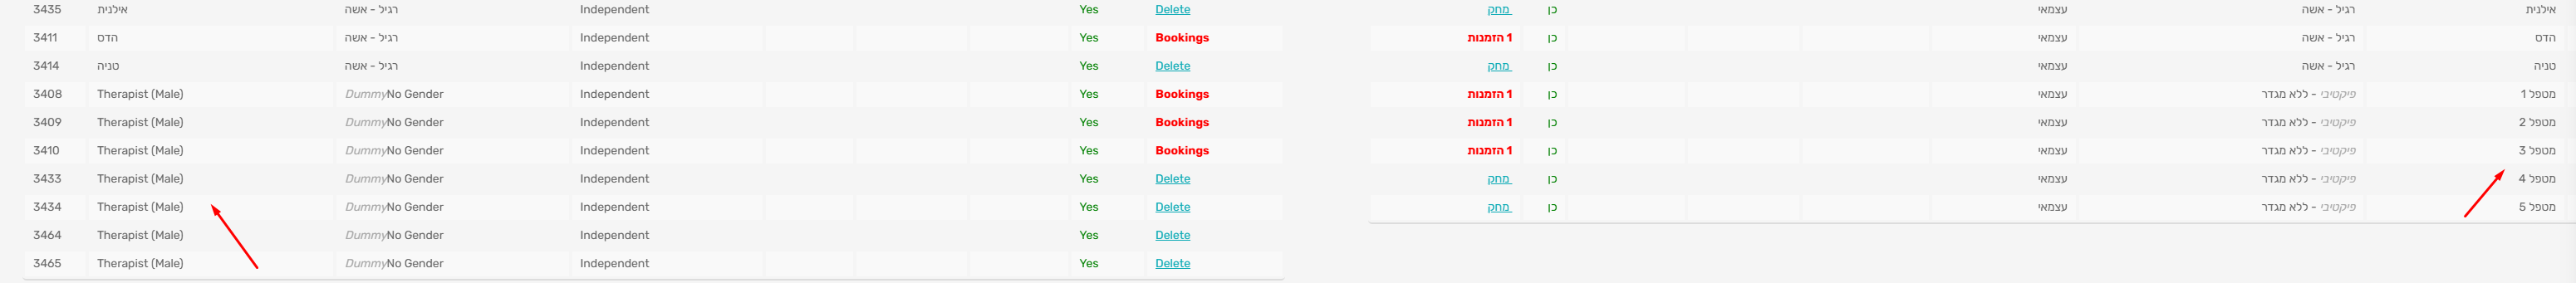 3435 אילנית רגיל - אשה Independent Yes Delete
3411 הדס רגיל - אשה Independent Yes Bookings
3414 טניה רגיל - אשה Independent Yes Delete
3408 Therapist (Male) DummyNo Gender Independent Yes Bookings
3409 Therapist (Male) DummyNo Gender Independent Yes Bookings
3410 Therapist (Male) DummyNo Gender Independent Yes Bookings
3433 Therapist (Male) DummyNo Gender Independent Yes Delete
3434 Therapist (Male) DummyNo Gender Independent Yes Delete
3464 Therapist (Male) DummyNo Gender Independent Yes Delete
3465 Therapist (Male) DummyNo Gender Independent Yes Delete
אילנית רגיל - אשה עצמאי כן מחק
הדס רגיל - אשה עצמאי כן 1 הזמנות
טניה רגיל - אשה עצמאי כן מחק
מטפל 1 פיקטיבי - ללא מגדר עצמאי כן 1 הזמנות
מטפל 2 פיקטיבי - ללא מגדר עצמאי כן 1 הזמנות
מטפל 3 פיקטיבי - ללא מגדר עצמאי כן 1 הזמנות
מטפל 4 פיקטיבי - ללא מגדר עצמאי כן מחק
מטפל 5 פיקטיבי - ללא מגדר עצמאי כן מחק